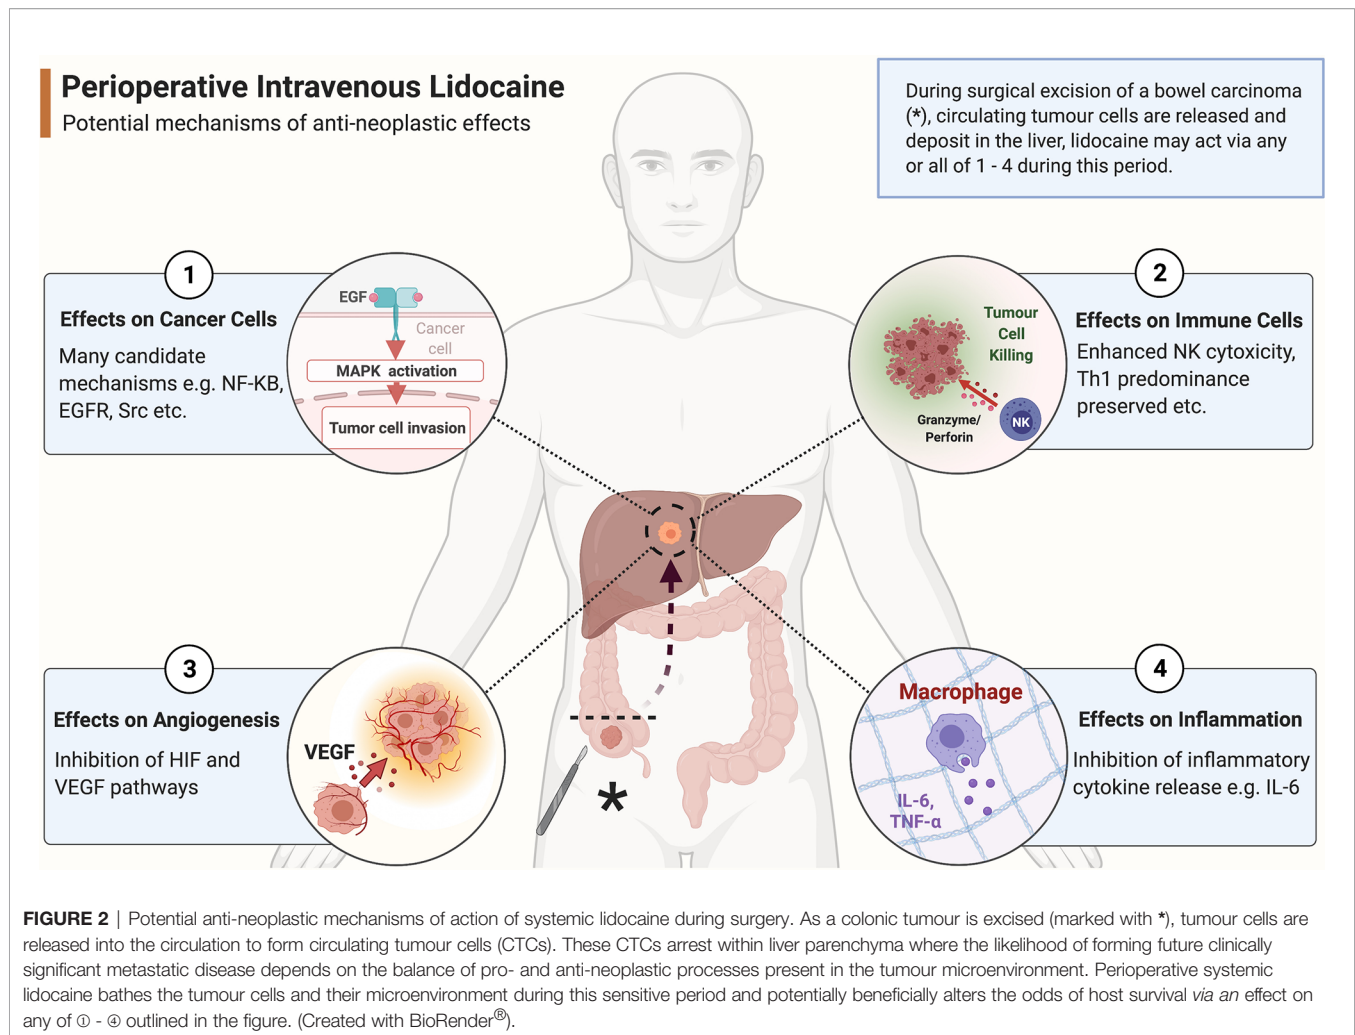 Perioperative Intravenous Lidocaine
Potential mechanisms of anti-neoplastic effects
During surgical excision of a bowel carcinoma
(*), circulating tumour cells are released and
deposit in the liver, lidocaine may act via any
or all of 1 - 4 during this period.
1
Effects on Cancer Cells
Many candidate
mechanisms e.g. NF-KB,
EGFR, Src etc.
EGF
Cancer
cell
MAPK activation
Tumor cell invasion
2
Effects on Immune Cells
Enhanced NK cytoxicity,
Th1 predominance
preserved etc.
Tumour
Cell
Killing
Granzyme/
Perforin
NK
3
Effects on Angiogenesis
Inhibition of HIF and
VEGF pathways
VEGF
*
4
Effects on Inflammation
Inhibition of inflammatory
cytokine release e.g. IL-6
Macrophage
IL-6,
TNF-α
FIGURE 2 | Potential anti-neoplastic mechanisms of action of systemic lidocaine during surgery. As a colonic tumour is excised (marked with *), tumour cells are
released into the circulation to form circulating tumour cells (CTCs). These CTCs arrest within liver parenchyma where the likelihood of forming future clinically
significant metastatic disease depends on the balance of pro- and anti-neoplastic processes present in the tumour microenvironment. Perioperative systemic
lidocaine bathes the tumour cells and their microenvironment during this sensitive period and potentially beneficially alters the odds of host survival via an effect on
any of ① - ④ outlined in the figure. (Created with BioRender®).